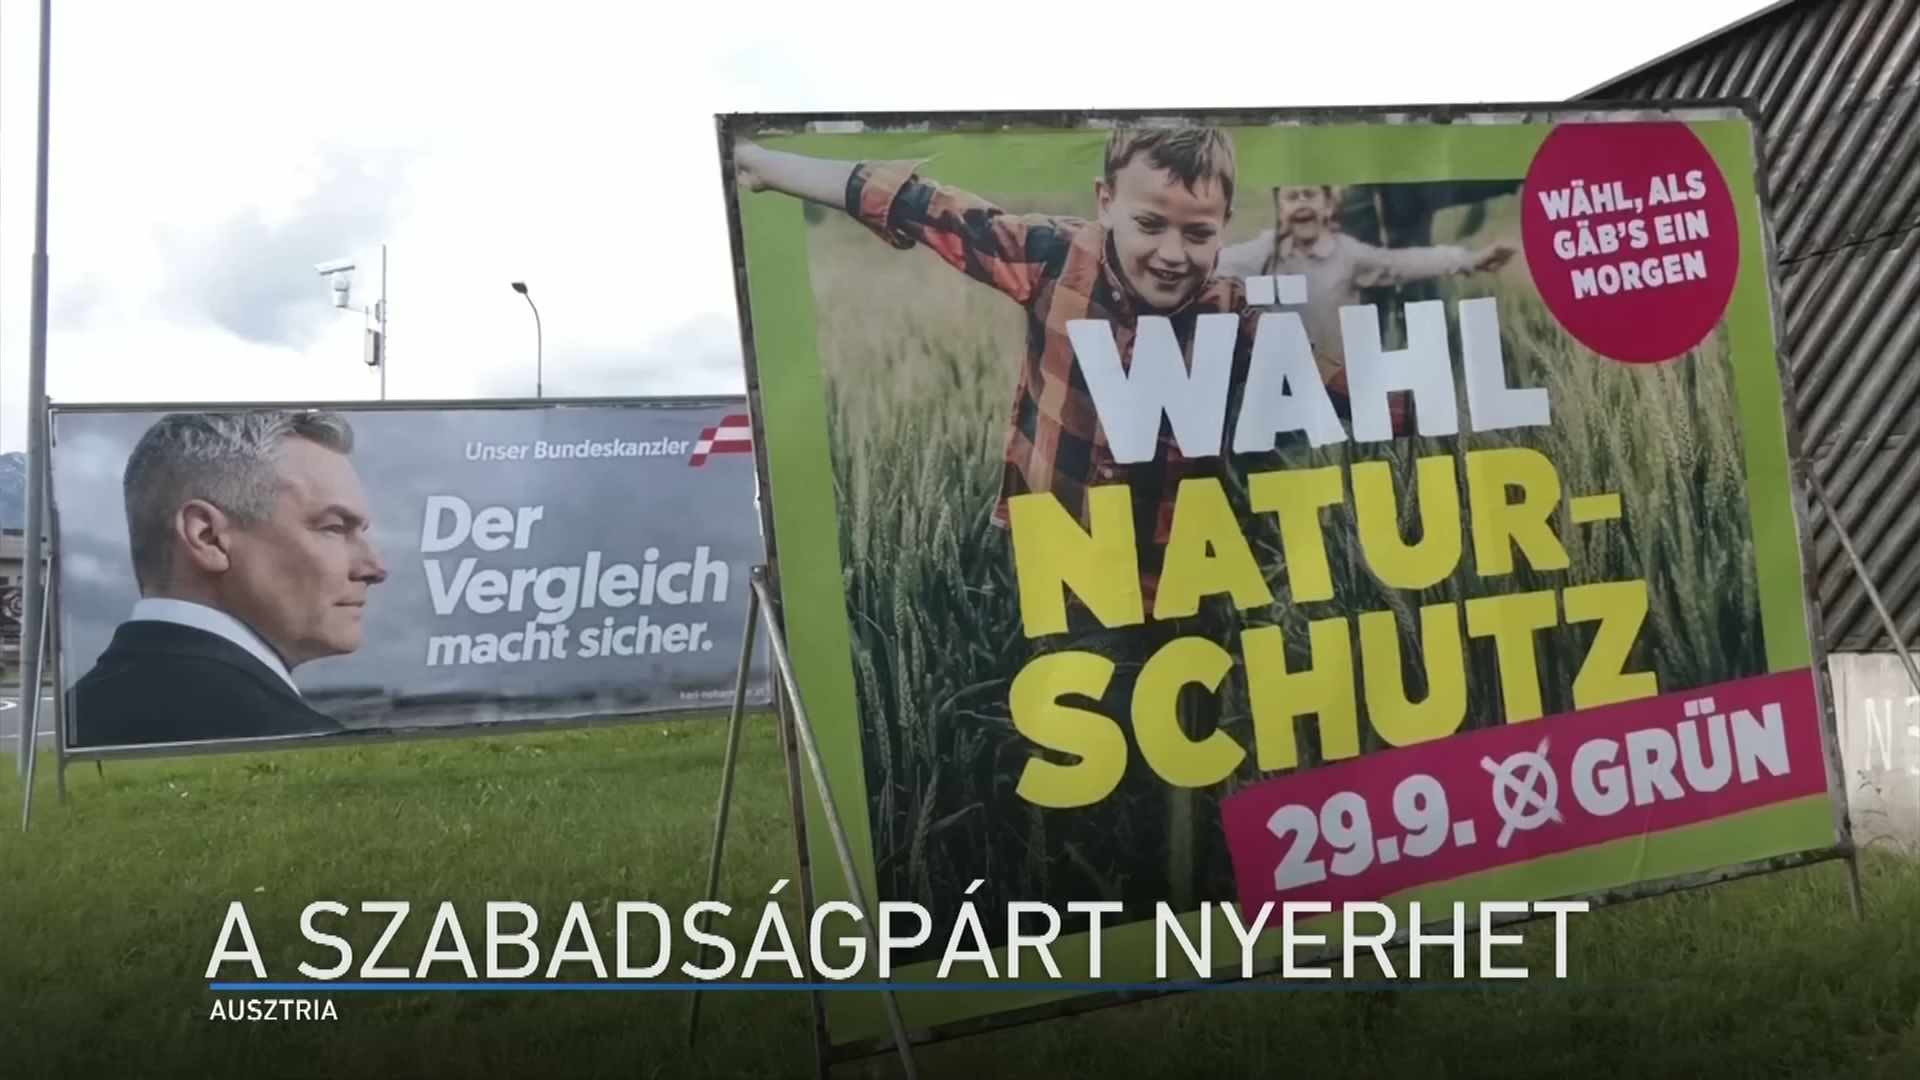 Unser Bundeskanzler
Der
Vergleich
macht sicher.
WÄHL, ALS
GÄB'S EIN
MORGEN
WÄHL
NATUR-
SCHUTZ
29.9. GRÜN
A SZABADSÁGPÁRT NYERHET
AUSZTRIA